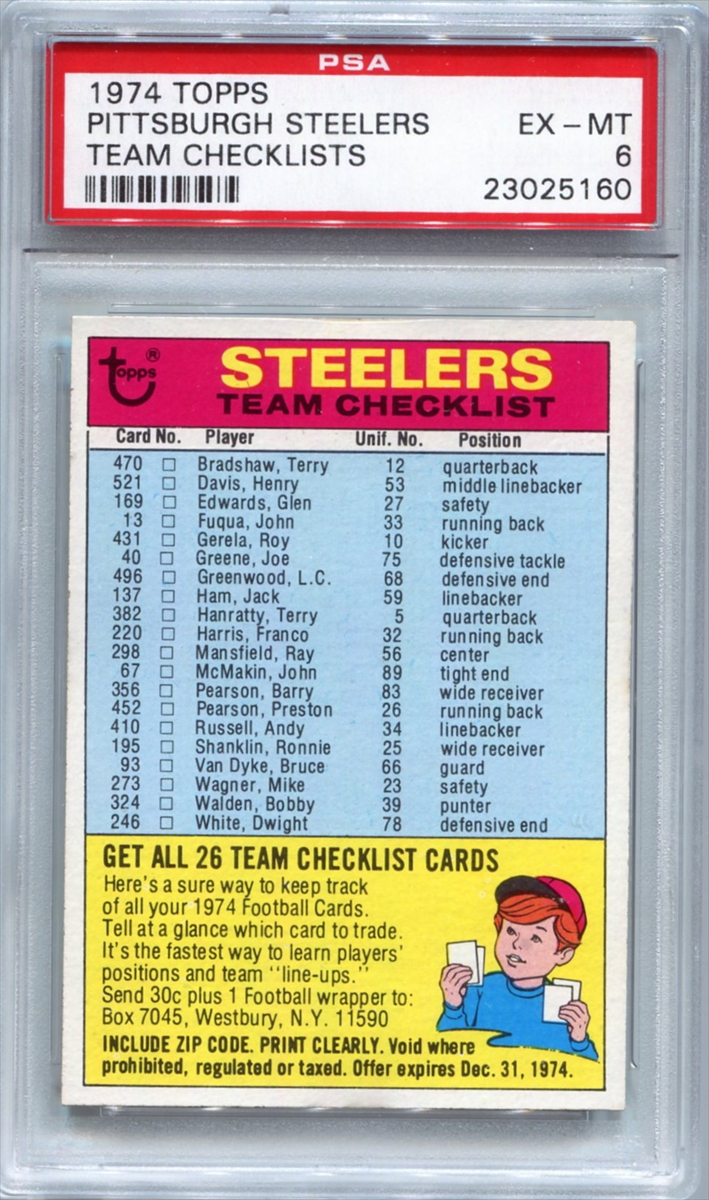 PSA
1974 TOPPS
PITTSBURGH STEELERS EX - MT
TEAM CHECKLISTS 6
23025160
topps ® STEELERS
TEAM CHECKLIST
Card No. Player Unif. No. Position
470 □ Bradshaw, Terry 12 quarterback
521 □ Davis, Henry 53 middle linebacker
169 □ Edwards, Glen 27 safety
13 □ Fuqua, John 33 running back
431 □ Gerela, Roy 10 kicker
40 □ Greene, Joe 75 defensive tackle
496 □ Greenwood, L.C. 68 defensive end
137 □ Ham, Jack 59 linebacker
382 □ Hanratty, Terry 5 quarterback
220 □ Harris, Franco 32 running back
298 □ Mansfield, Ray 56 center
67 □ McMakin, John 89 tight end
356 □ Pearson, Barry 83 wide receiver
452 □ Pearson, Preston 26 running back
410 □ Russell, Andy 34 linebacker
195 □ Shanklin, Ronnie 25 wide receiver
93 □ Van Dyke, Bruce 66 guard
273 □ Wagner, Mike 23 safety
324 □ Walden, Bobby 39 punter
246 □ White, Dwight 78 defensive end
GET ALL 26 TEAM CHECKLIST CARDS
Here's a sure way to keep track
of all your 1974 Football Cards.
Tell at a glance which card to trade.
It's the fastest way to learn players'
positions and team "line-ups."
Send 30c plus 1 Football wrapper to:
Box 7045, Westbury, N.Y. 11590
INCLUDE ZIP CODE. PRINT CLEARLY. Void where
prohibited, regulated or taxed. Offer expires Dec. 31, 1974.